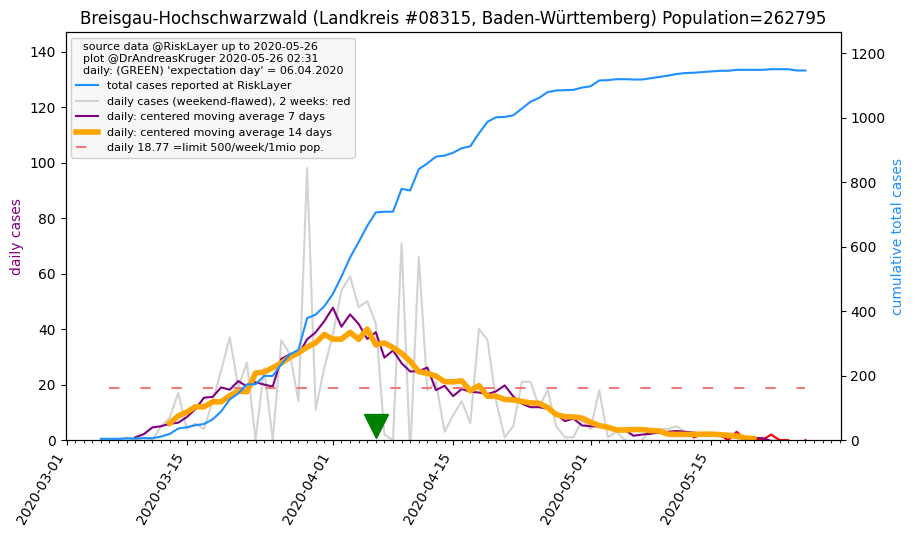 Breisgau-Hochschwarzwald (Landkreis #08315, Baden-Württemberg) Population=262795
source data @RiskLayer up to 2020-05-26
plot @DrAndreasKruger 2020-05-26 02:31
daily: (GREEN) 'expectation day' = 06.04.2020
total cases reported at RiskLayer
daily cases (weekend-flawed), 2 weeks: red
daily: centered moving average 7 days
daily: centered moving average 14 days
daily 18.77 =limit 500/week/1mio pop.
daily cases
140
120
100
80
60
40
20
0
cumulative total cases
1200
1000
800
600
400
200
0
2020-03-01
2020-03-15
2020-04-01
2020-04-15
2020-05-01
2020-05-15